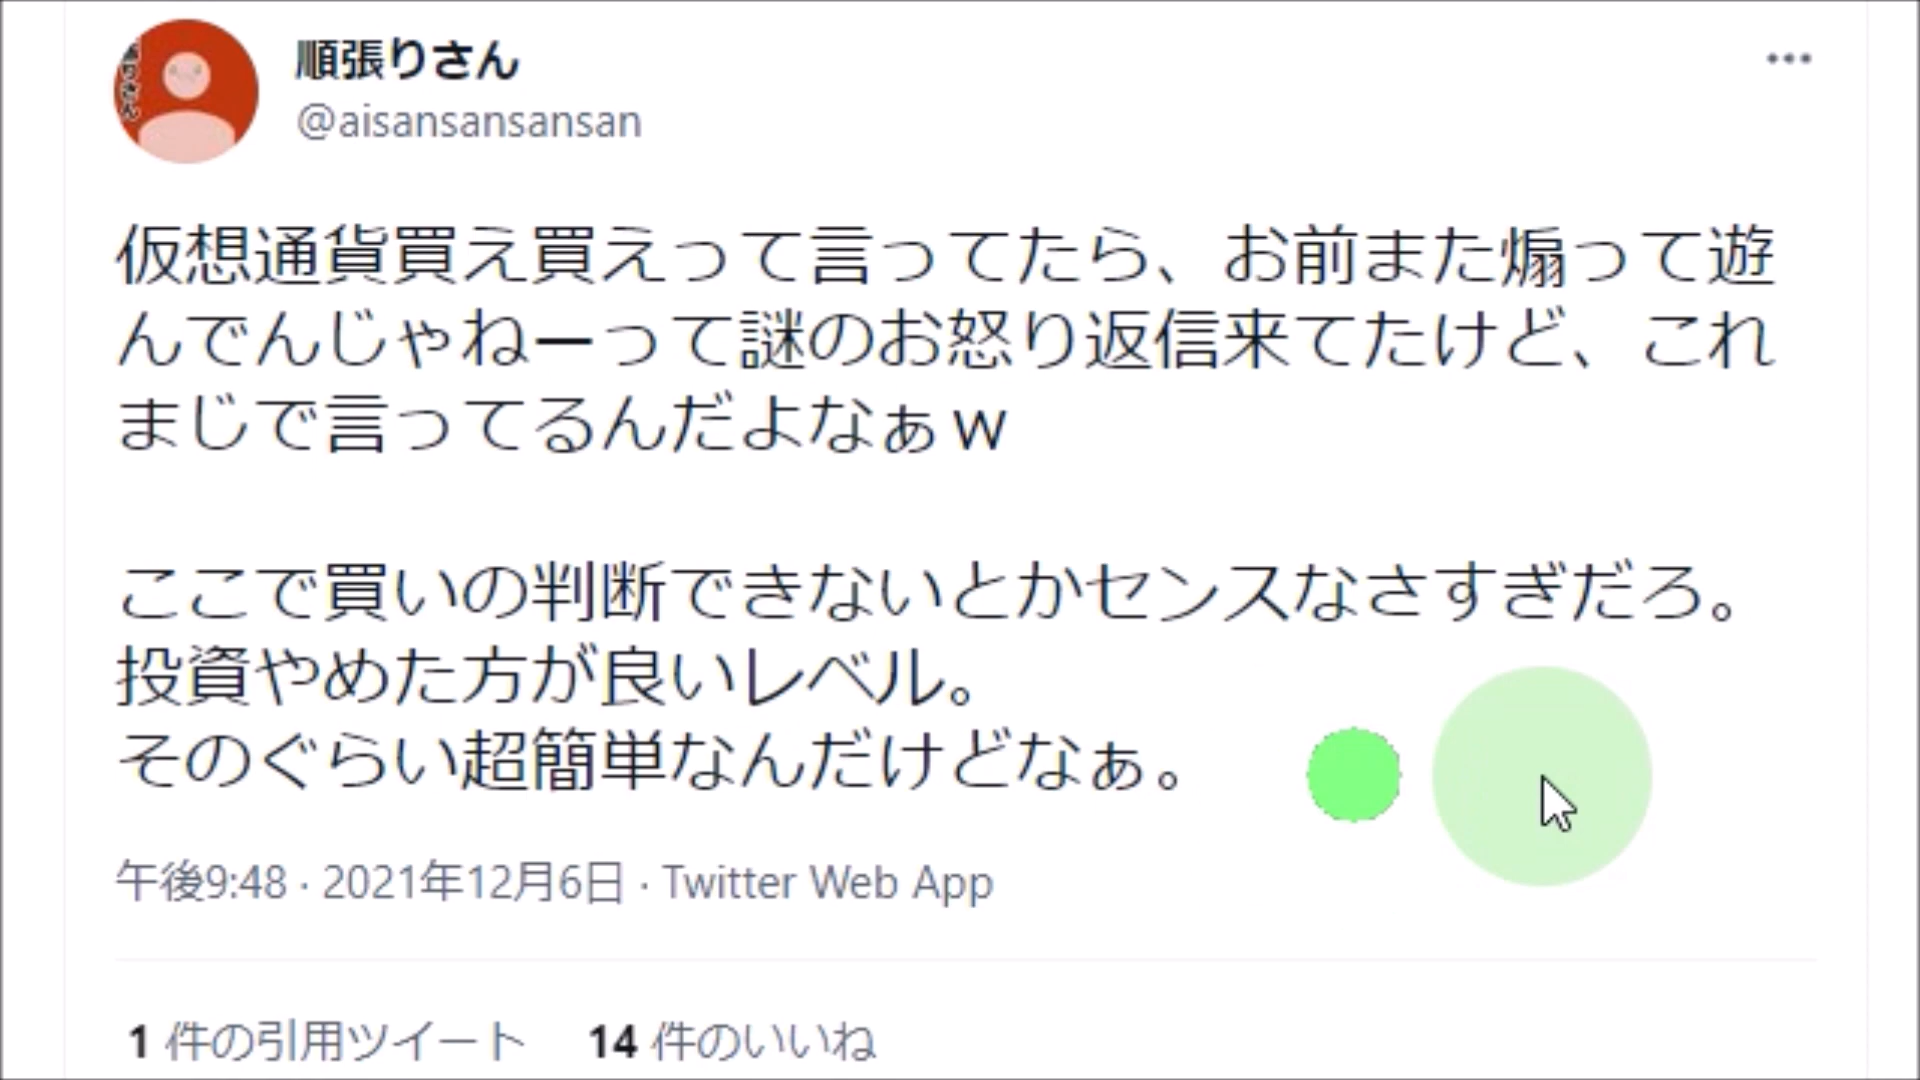 順張りさん
@aisansansansan
仮想通貨買え買えって言ってたら、お前また煽って遊
んでんじゃねーって謎のお怒り返信来てたけど、これ
まじで言ってるんだよなぁw
ここで買いの判断できないとかセンスなさすぎだろ。
投資やめた方が良いレベル。
そのぐらい超簡単なんだけどなぁ。
午後9:48 · 2021年12月6日 · Twitter Web App
1 件の引用ツイート 14 件のいいね